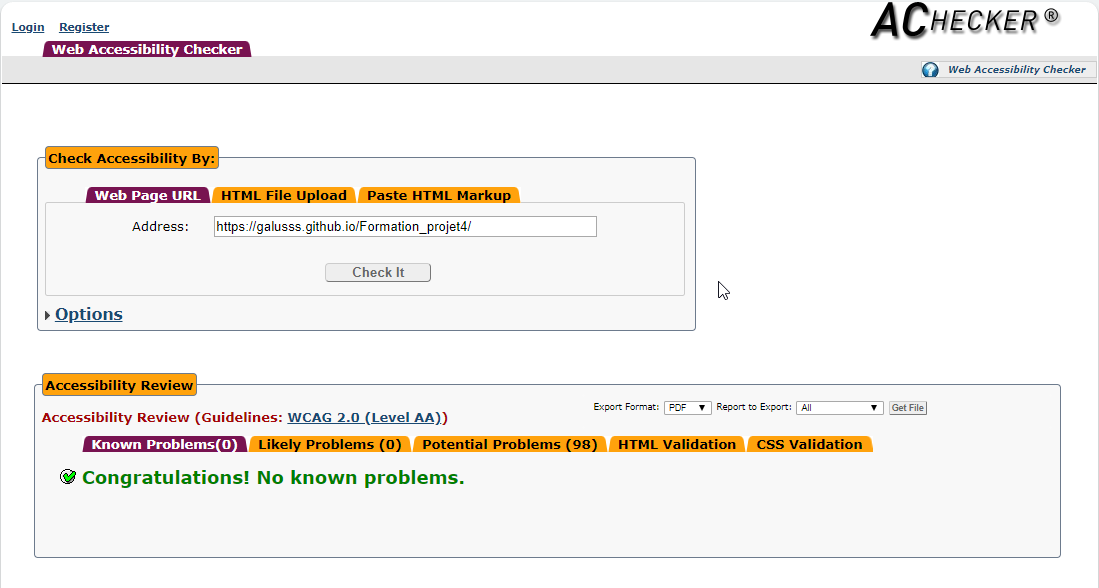 Login Register
ACHECKER ®
Web Accessibility Checker
Web Accessibility Checker
Check Accessibility By:
Web Page URL HTML File Upload Paste HTML Markup
Address: https://galusss.github.io/Formation_projet4/
Check It
Options
Accessibility Review
Export Format: PDF Report to Export: All Get File
Accessibility Review (Guidelines: WCAG 2.0 (Level AA))
Known Problems(0) Likely Problems (0) Potential Problems (98) HTML Validation CSS Validation
Congratulations! No known problems.